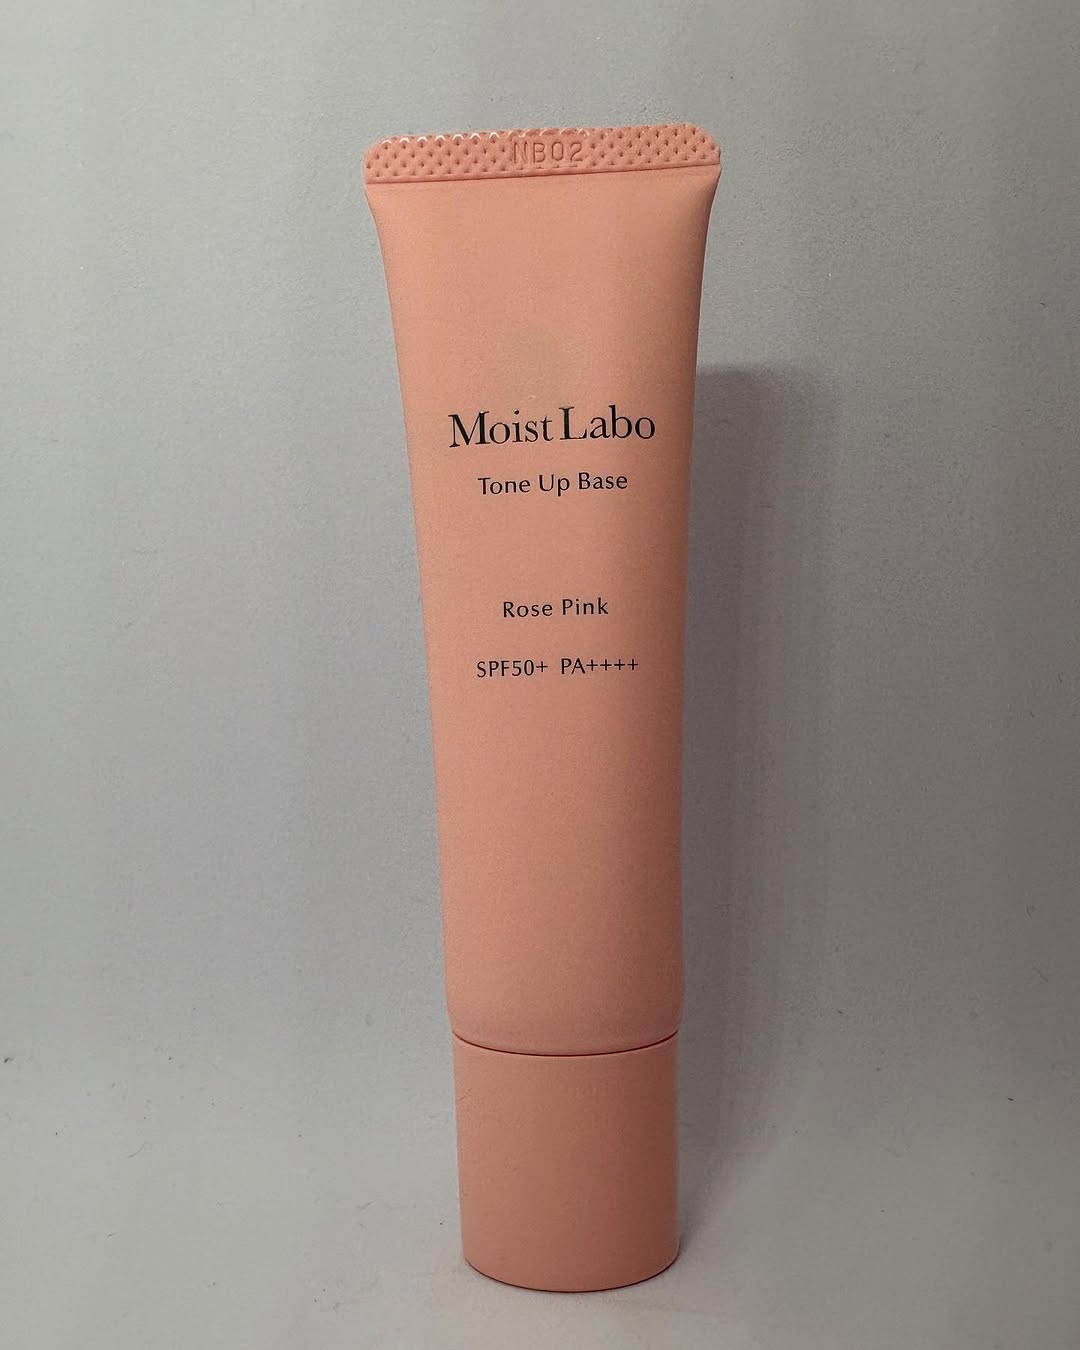 NB02
Moist Labo
Tone Up Base
Rose Pink
SPF50+ PA++++